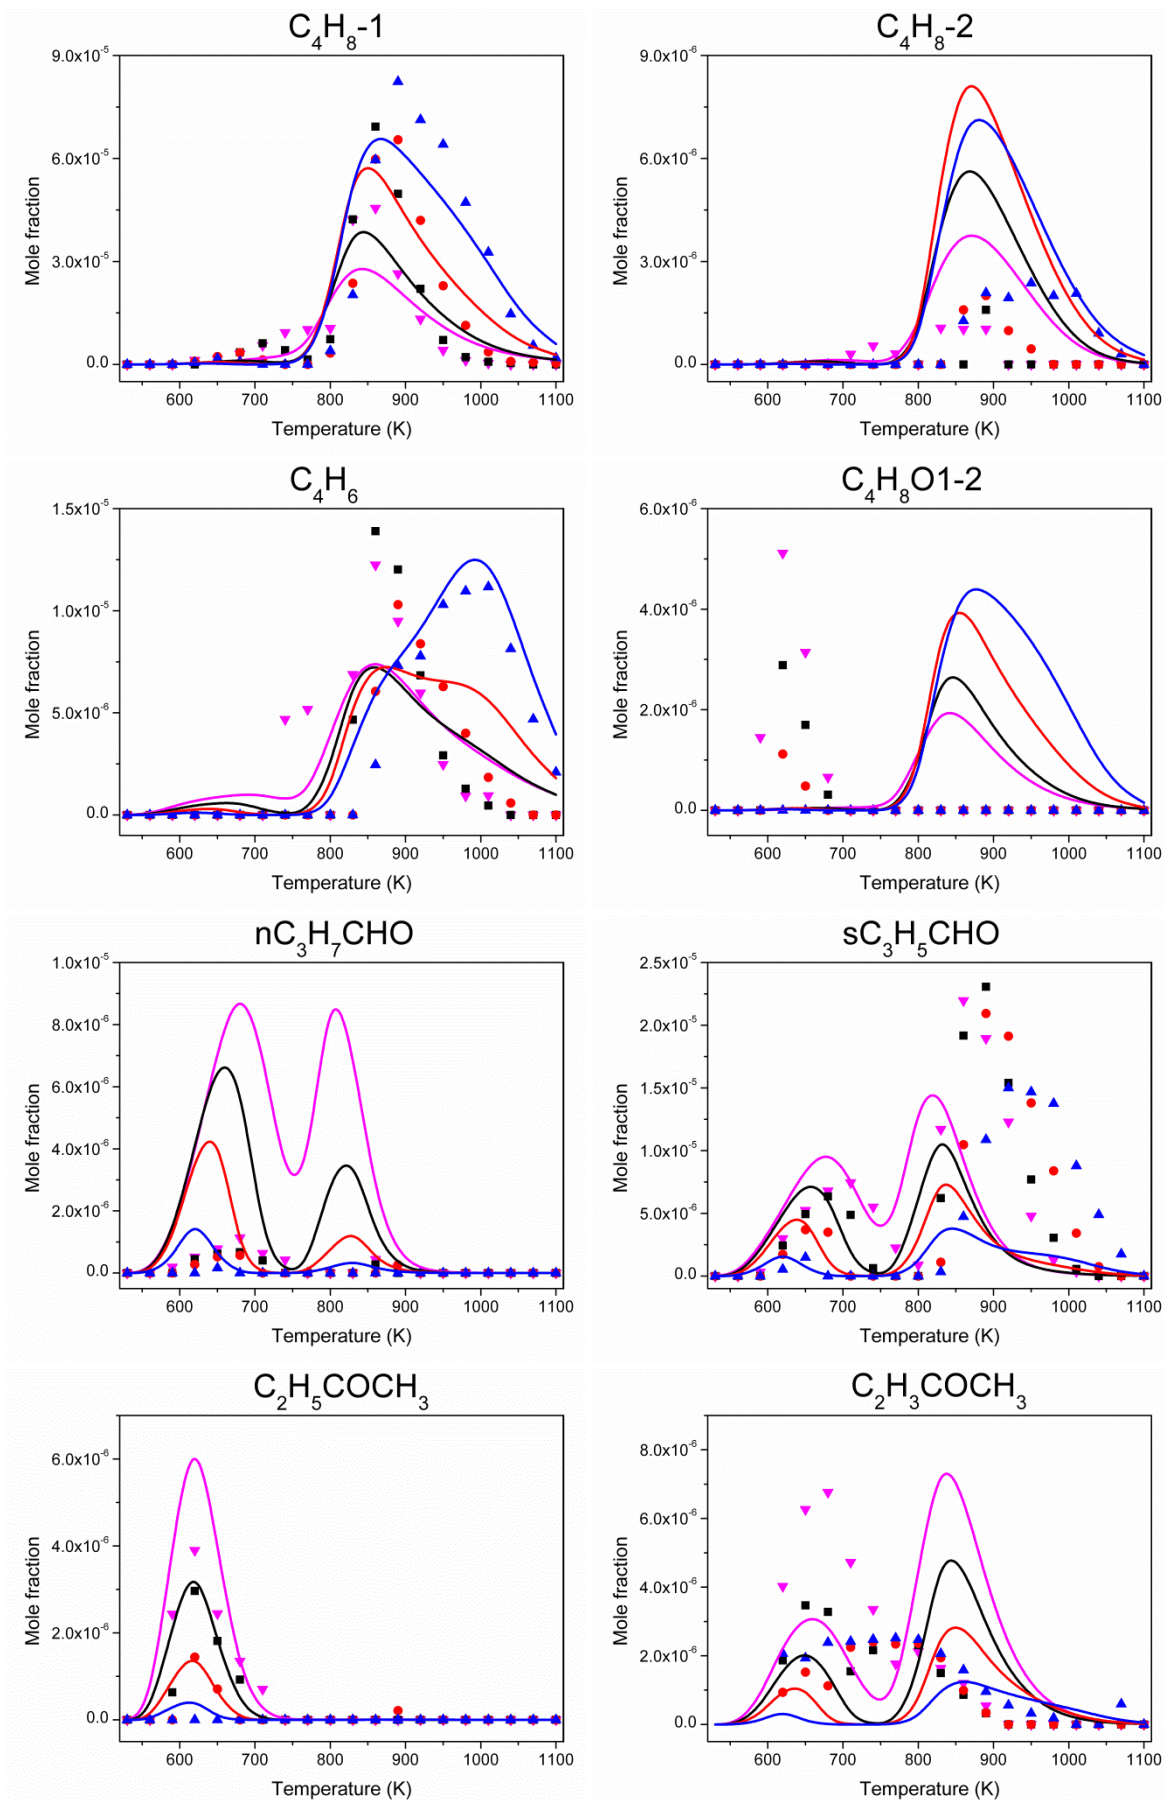 C4H8-1
9.0x10-5
6.0x10-5
3.0x10-5
0.0
Mole fraction
600 700 800 900 1000 1100
Temperature (K)
C4H8-2
9.0x10-6
6.0x10-6
3.0x10-6
0.0
Mole fraction
600 700 800 900 1000 1100
Temperature (K)
C4H6
1.5x10-5
1.0x10-5
5.0x10-6
0.0
Mole fraction
600 700 800 900 1000 1100
Temperature (K)
C4H8O1-2
6.0x10-6
4.0x10-6
2.0x10-6
0.0
Mole fraction
600 700 800 900 1000 1100
Temperature (K)
nC3H7CHO
1.0x10-5
8.0x10-6
6.0x10-6
4.0x10-6
2.0x10-6
0.0
Mole fraction
600 700 800 900 1000 1100
Temperature (K)
sC3H5CHO
2.5x10-5
2.0x10-5
1.5x10-5
1.0x10-5
5.0x10-6
0.0
Mole fraction
600 700 800 900 1000 1100
Temperature (K)
C2H5COCH3
6.0x10-6
4.0x10-6
2.0x10-6
0.0
Mole fraction
600 700 800 900 1000 1100
Temperature (K)
C2H3COCH3
8.0x10-6
6.0x10-6
4.0x10-6
2.0x10-6
0.0
Mole fraction
600 700 800 900 1000 1100
Temperature (K)